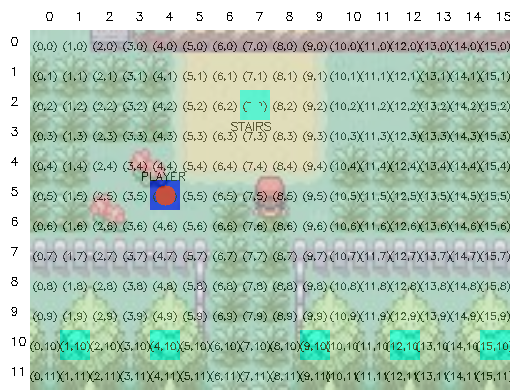 0 1 2 3 4 5 6 7 8 9 10 11 12 13 14 15
0 (0,0) (1,0) (2,0) (3,0) (4,0) (5,0) (6,0) (7,0) (8,0) (9,0) (10,0) (11,0) (12,0) (13,0) (14,0) (15,0
1 (0,1) (1,1) (2,1) (3,1) (4,1) (5,1) (6,1) (7,1) (8,1) (9,1) (10,1) (11,1) (12,1) (13,1) (14,1) (15,1
2 (0,2) (1,2) (2,2) (3,2) (4,2) (5,2) (6,2) (8,2) (9,2) (10,2) (11,2) (12,2) (13,2) (14,2) (15,2
STAIRS
3 (0,3) (1,3) (2,3) (3,3) (4,3) (5,3) (6,3) (7,3) (8,3) (9,3) (10,3) (11,3) (12,3) (13,3) (14,3) (15,3
4 (0,4) (1,4) (2,4) (3,4) (4,4) (5,4) (6,4) (7,4) (8,4) (9,4) (10,4) (11,4) (12,4) (13,4) (14,4) (15,4
PLAYER
5 (0,5) (1,5) (2,5) (3,5) (5,5) (6,5) (7,5) (8,5) (9,5) (10,5) (11,5) (12,5) (13,5) (14,5) (15,5
6 (0,6) (1,6) (2,6) (3,6) (4,6) (5,6) (6,6) (7,6) (8,6) (9,6) (10,6) (11,6) (12,6) (13,6) (14,6) (15,6
7 (0,7) (1,7) (2,7) (3,7) (4,7) (5,7) (6,7) (7,7) (8,7) (9,7) (10,7) (11,7) (12,7) (13,7) (14,7) (15,7
8 (0,8) (1,8) (2,8) (3,8) (4,8) (5,8) (6,8) (7,8) (8,8) (9,8) (10,8) (11,8) (12,8) (13,8) (14,8) (15,8
9 (0,9) (1,9) (2,9) (3,9) (4,9) (5,9) (6,9) (7,9) (8,9) (9,9) (10,9) (11,9) (12,9) (13,9) (14,9) (15,9
10 (0,10) (1,10) (2,10) (3,10) (4,10) (5,10) (6,10) (7,10) (8,10) (9,10) (10,10) (11,10) (12,10) (13,10) (14,10) (15,10
11 (0,11) (1,11) (2,11) (3,11) (4,11) (5,11) (6,11) (7,11) (8,11) (9,11) (10,11) (11,11) (12,11) (13,11) (14,11) (15,11